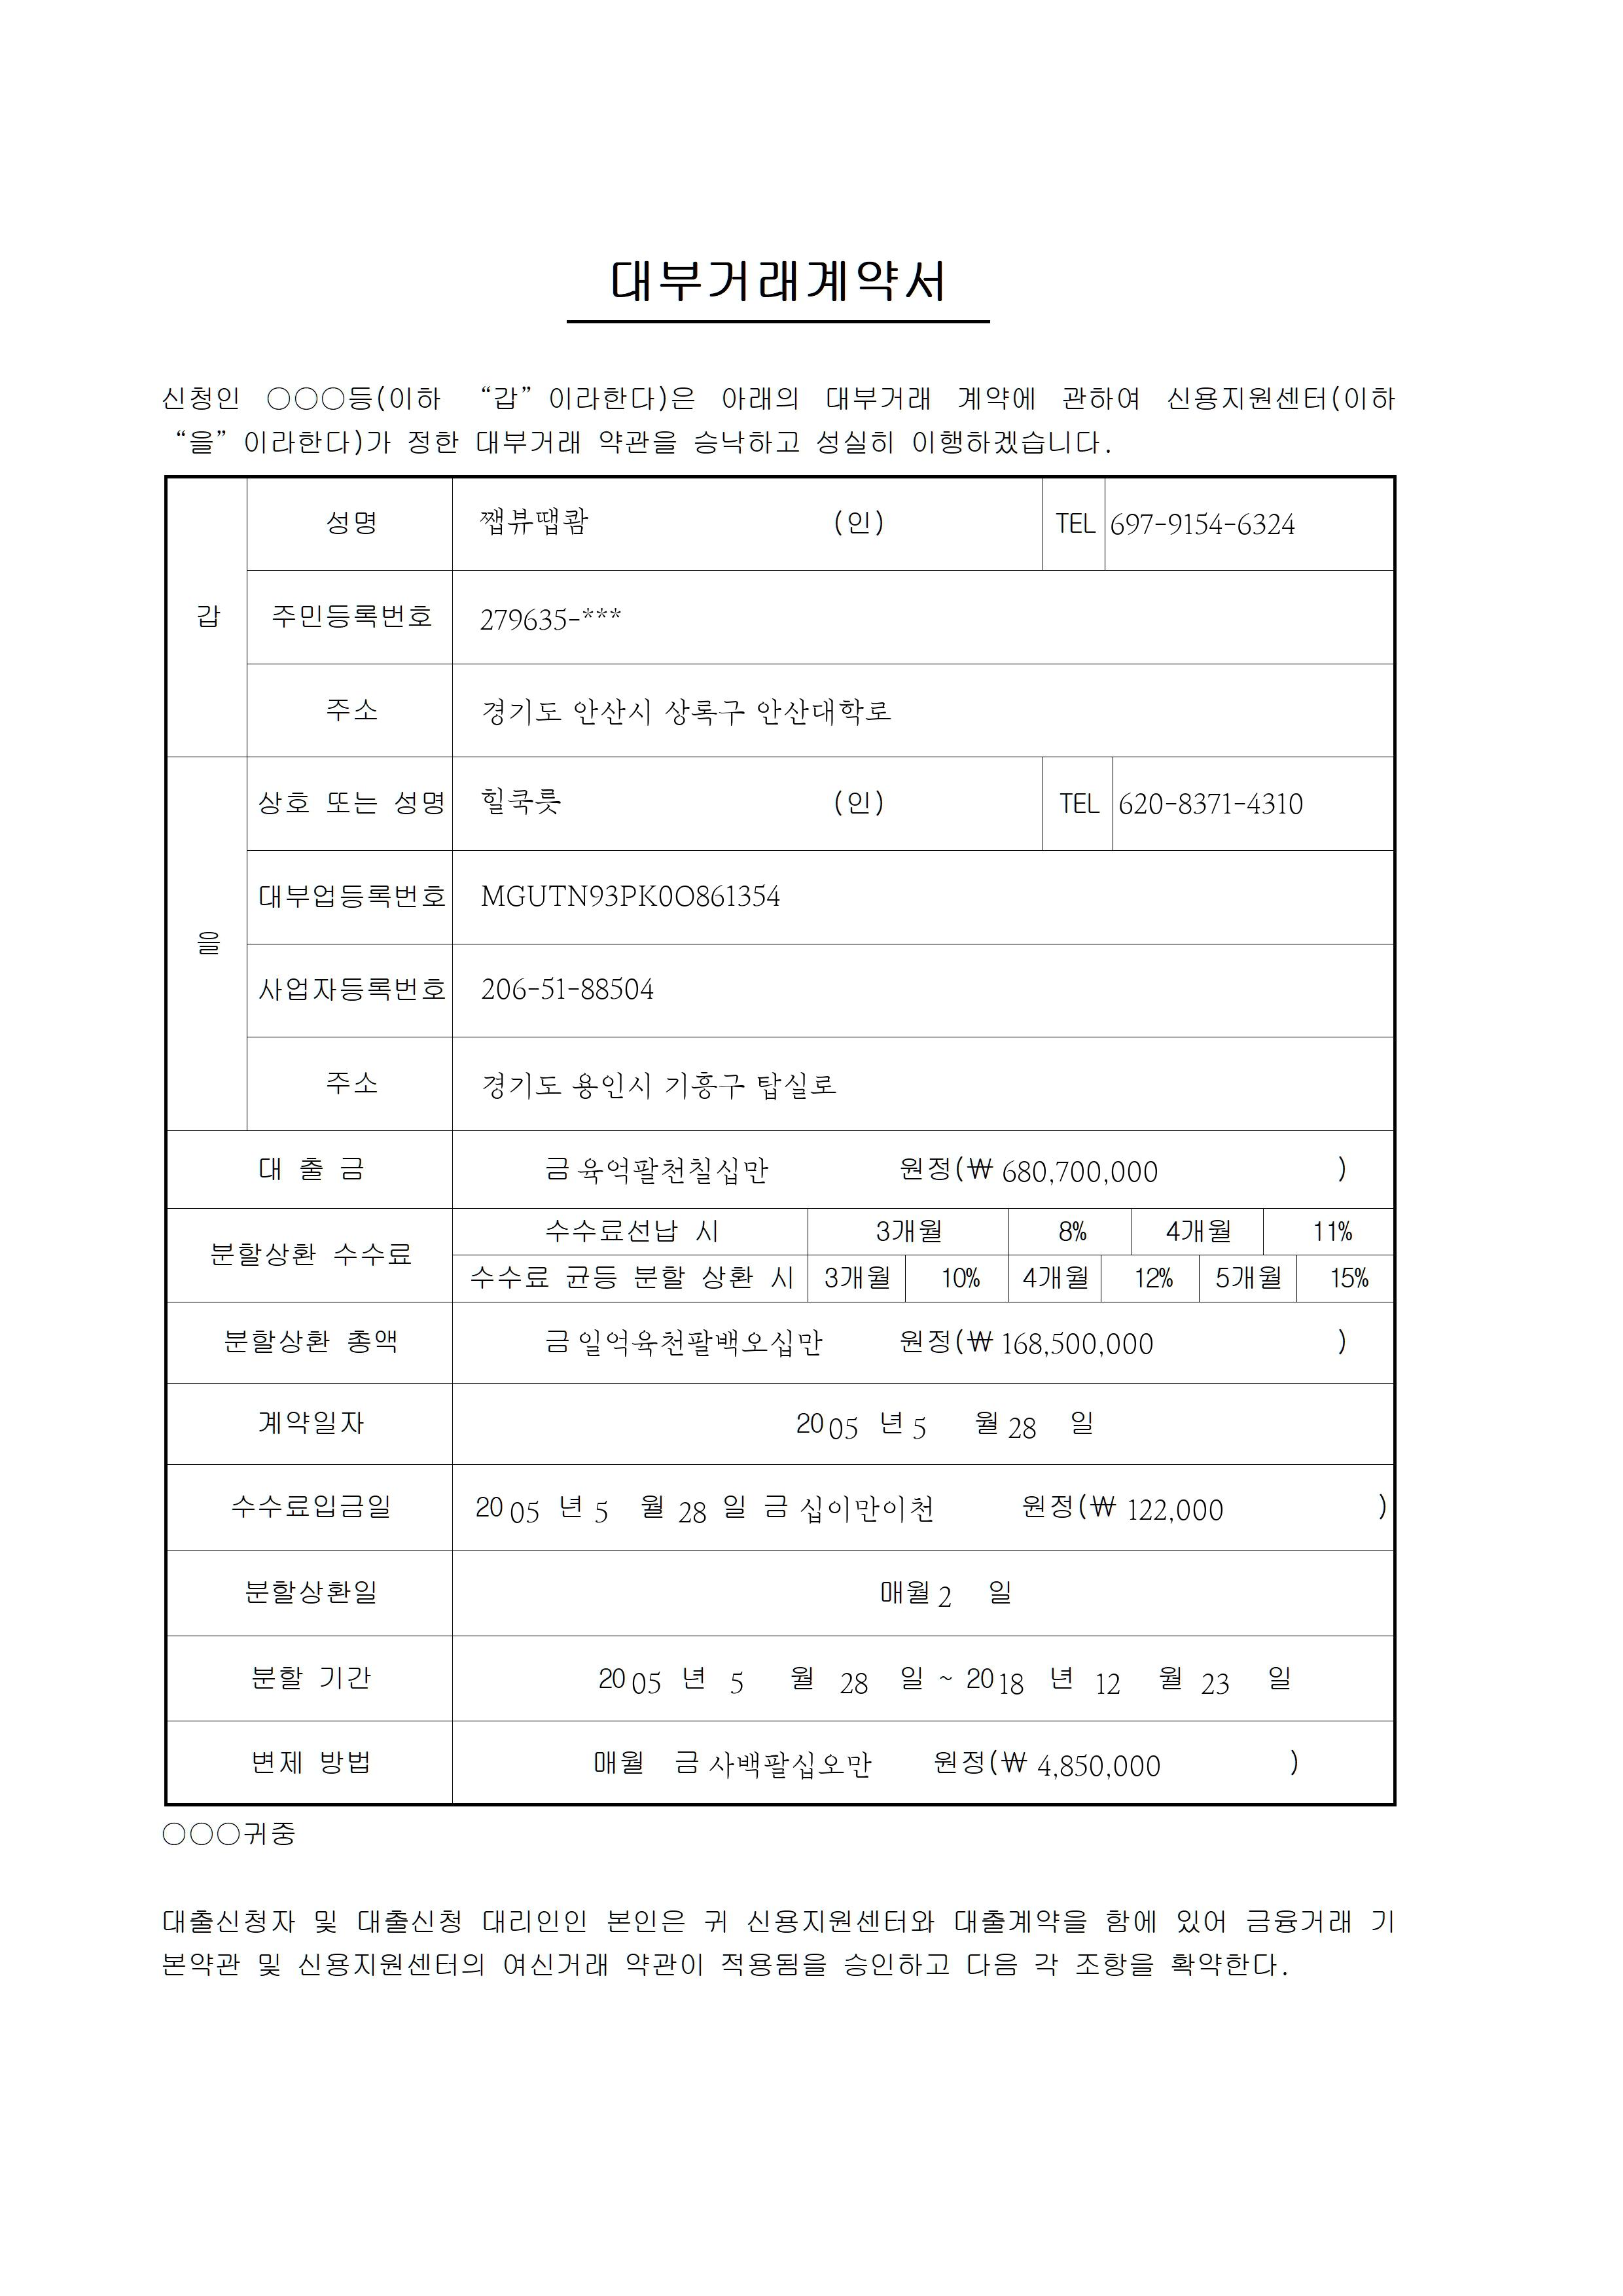 대부거래계약서
신청인 ○○○등(이하 “갑”이라한다)은 아래의 대부거래 계약에 관하여 신용지원센터(이하
“을”이라한다)가 정한 대부거래 약관을 승낙하고 성실히 이행하겠습니다.
갑
성명 쨉뷰땝쾀 (인) TEL 697-9154-6324
주민등록번호 279635-***
주소 경기도 안산시 상록구 안산대학로
을
상호 또는 성명 힐쿡릇 (인) TEL 620-8371-4310
대부업등록번호 MGUTN93PK0O861354
사업자등록번호 206-51-88504
주소 경기도 용인시 기흥구 탑실로
대 출 금 금 육억팔천칠십만 원정(₩ 680,700,000 )
분할상환 수수료
수수료선납 시 3개월 8% 4개월 11%
수수료 균등 분할 상환 시 3개월 10% 4개월 12% 5개월 15%
분할상환 총액 금 일억육천팔백오십만 원정(₩ 168,500,000 )
계약일자 2005 년 5 월 28 일
수수료입금일 2005 년 5 월 28 일 금 십이만이천 원정(₩ 122,000 )
분할상환일 매월 2 일
분할 기간 2005 년 5 월 28 일 ~ 2018 년 12 월 23 일
변제 방법 매월 금 사백팔십오만 원정(₩ 4,850,000 )
○○○귀중
대출신청자 및 대출신청 대리인인 본인은 귀 신용지원센터와 대출계약을 함에 있어 금융거래 기
본약관 및 신용지원센터의 여신거래 약관이 적용됨을 승인하고 다음 각 조항을 확약한다.